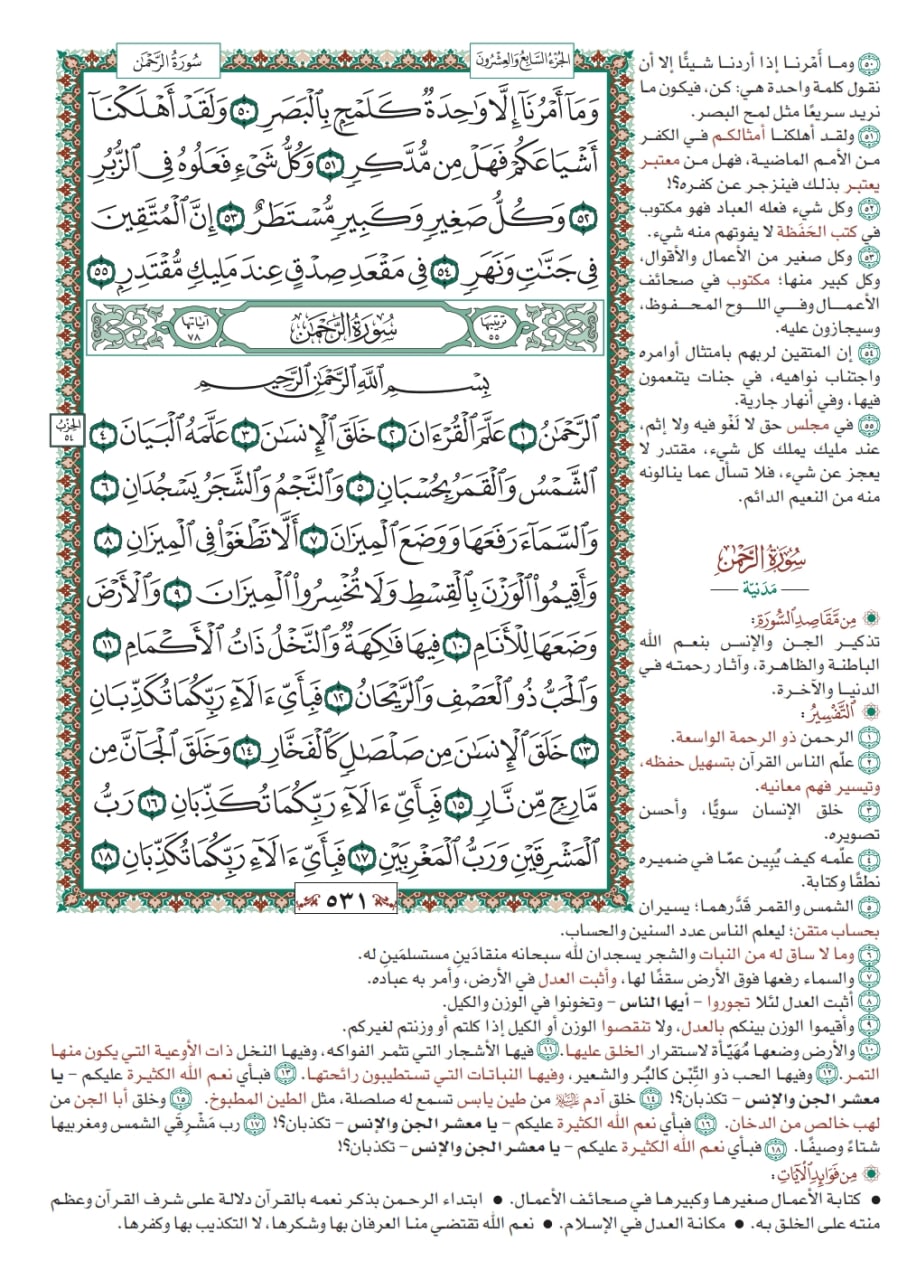 سُورَةُ الرَّحْمَٰن
الجُزْءُ السَّابِعُ وَالعِشْرُونَ
وَمَآ أَمْرُنَآ إِلَّا وَٰحِدَةٌ كَلَمْحٍۭ بِٱلْبَصَرِ ٥٠ وَلَقَدْ أَهْلَكْنَآ
أَشْيَاعَكُمْ فَهَلْ مِن مُّدَّكِرٍ ٥١ وَكُلُّ شَىْءٍ فَعَلُوهُ فِى ٱلزُّبُرِ
٥٢ وَكُلُّ صَغِيرٍ وَكَبِيرٍ مُّسْتَطَرٌ ٥٣ إِنَّ ٱلْمُتَّقِينَ
فِى جَنَّٰتٍ وَنَهَرٍ ٥٤ فِى مَقْعَدِ صِدْقٍ عِندَ مَلِيكٍ مُّقْتَدِرٍۭ ٥٥
ترتيبها ٥٥
سُورَةُ الرَّحْمَٰن
آياتها ٧٨
بِسْمِ ٱللَّهِ ٱلرَّحْمَٰنِ ٱلرَّحِيمِ
ٱلرَّحْمَٰنُ ١ عَلَّمَ ٱلْقُرْءَانَ ٢ خَلَقَ ٱلْإِنسَٰنَ ٣ عَلَّمَهُ ٱلْبَيَانَ ٤
الحِزْبُ ٥٤
ٱلشَّمْسُ وَٱلْقَمَرُ بِحُسْبَانٍ ٥ وَٱلنَّجْمُ وَٱلشَّجَرُ يَسْجُدَانِ ٦
وَٱلسَّمَآءَ رَفَعَهَا وَوَضَعَ ٱلْمِيزَانَ ٧ أَلَّا تَطْغَوْا۟ فِى ٱلْمِيزَانِ ٨
وَأَقِيمُوا۟ ٱلْوَزْنَ بِٱلْقِسْطِ وَلَا تُخْسِرُوا۟ ٱلْمِيزَانَ ٩ وَٱلْأَرْضَ
وَضَعَهَا لِلْأَنَامِ ١٠ فِيهَا فَٰكِهَةٌ وَٱلنَّخْلُ ذَاتُ ٱلْأَكْمَامِ ١١
وَٱلْحَبُّ ذُو ٱلْعَصْفِ وَٱلرَّيْحَانُ ١٢ فَبِأَىِّ ءَالَآءِ رَبِّكُمَا تُكَذِّبَانِ
١٣ خَلَقَ ٱلْإِنسَٰنَ مِن صَلْصَٰلٍ كَٱلْفَخَّارِ ١٤ وَخَلَقَ ٱلْجَآنَّ مِن
مَّارِجٍ مِّن نَّارٍ ١٥ فَبِأَىِّ ءَالَآءِ رَبِّكُمَا تُكَذِّبَانِ ١٦ رَبُّ
ٱلْمَشْرِقَيْنِ وَرَبُّ ٱلْمَغْرِبَيْنِ ١٧ فَبِأَىِّ ءَالَآءِ رَبِّكُمَا تُكَذِّبَانِ ١٨
٥٣١
٥٠ وما أَمْرنا إذا أردنا شيئًا إلا أن
نقول كلمة واحدة هي: كن، فيكون ما
نريد سريعًا مثل لمح البصر.
٥١ ولقد أهلكنا أمثالكم في الكفر
من الأمم الماضية، فهل من معتبر
يعتبر بذلك فينزجر عن كفره؟!
٥٢ وكل شيء فعله العباد فهو مكتوب
في كتب الحَفَظة لا يفوتهم منه شيء.
٥٣ وكل صغير من الأعمال والأقوال،
وكل كبير منها؛ مكتوب في صحائف
الأعمال وفي اللوح المحفوظ،
وسيجازون عليه.
٥٤ إن المتقين لربهم بامتثال أوامره
واجتناب نواهيه، في جنات يتنعمون
فيها، وفي أنهار جارية.
٥٥ في مجلس حق لا لَغْو فيه ولا إثم،
عند مليك يملك كل شيء، مقتدر لا
يعجز عن شيء، فلا تسأل عما ينالونه
منه من النعيم الدائم.
سُورَةُ الرَّحْمَٰن
مَدَنيّة
مِن مَّقَاصِدِ السُّورَةِ:
تذكير الجن والإنس بنعم الله
الباطنة والظاهرة، وآثار رحمته في
الدنيا والآخرة.
التَّفْسِيرُ:
١ الرحمن ذو الرحمة الواسعة.
٢ علّم الناس القرآن بتسهيل حفظه،
وتيسير فهم معانيه.
٣ خلق الإنسان سويًّا، وأحسن
تصويره.
٤ علّمه كيف يُبِين عمّا في ضميره
نطقًا وكتابة.
٥ الشمس والقمر قَدَّرهما؛ يسيران
بحساب متقن؛ ليعلم الناس عدد السنين والحساب.
٦ وما لا ساق له من النبات والشجر يسجدان لله سبحانه منقادَينِ مستسلمَينِ له.
٧ والسماء رفعها فوق الأرض سقفًا لها، وأثبت العدل في الأرض، وأمر به عباده.
٨ أثبت العدل لئلا تجوروا – أيها الناس – وتخونوا في الوزن والكيل.
٩ وأقيموا الوزن بينكم بالعدل، ولا تنقصوا الوزن أو الكيل إذا كلتم أو وزنتم لغيركم.
١٠ والأرض وضعها مُهَيّأة لاستقرار الخلق عليها. ١١ فيها الأشجار التي تثمر الفواكه، وفيها النخل ذات الأوعية التي يكون منها
التمر. ١٢ وفيها الحب ذو التِّبْن كالبُر والشعير، وفيها النباتات التي تستطيبون رائحتها. ١٣ فبأي نعم الله الكثيرة عليكم – يا
معشر الجن والإنس – تكذبان؟! ١٤ خلق آدم عليه السلام من طين يابس تسمع له صلصلة، مثل الطين المطبوخ. ١٥ وخلق أبا الجن من
لهب خالص من الدخان. ١٦ فبأي نعم الله الكثيرة عليكم – يا معشر الجن والإنس – تكذبان؟! ١٧ رب مَشْرِقَي الشمس ومغربيها
شتاءً وصيفًا. ١٨ فبأي نعم الله الكثيرة عليكم – يا معشر الجن والإنس – تكذبان؟!
مِن فَوَائِدِ الآيَاتِ:
• كتابة الأعمال صغيرها وكبيرها في صحائف الأعمال. • ابتداء الرحمن بذكر نعمه بالقرآن دلالة على شرف القرآن وعظم
منته على الخلق به. • مكانة العدل في الإسلام. • نعم الله تقتضي منا العرفان بها وشكرها، لا التكذيب بها وكفرها.